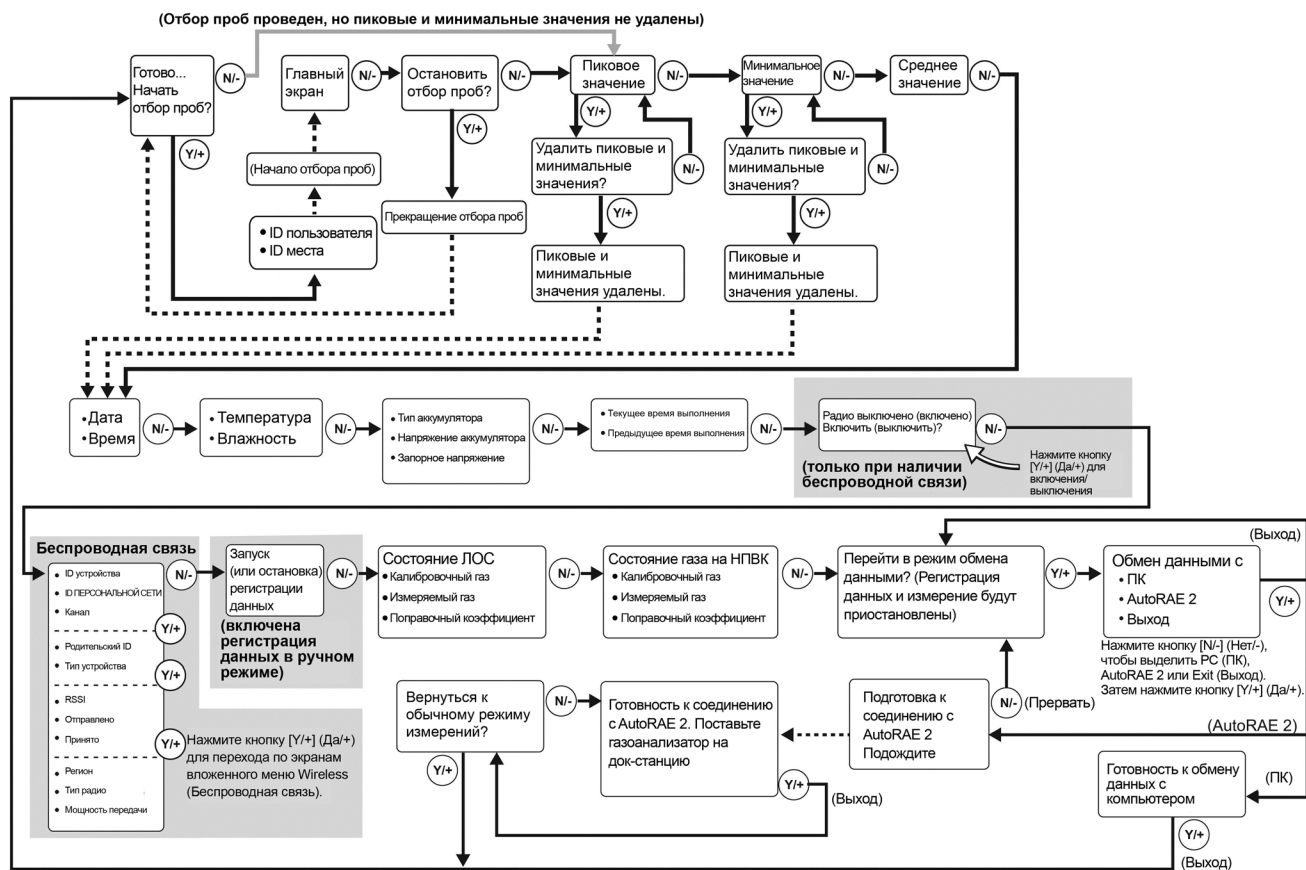 (Отбор проб проведен, но пиковые и минимальные значения не удалены)
Готово...
Начать
отбор проб?
N/-
Y/+
Главный
экран
N/-
(Начало отбора проб)
• ID пользователя
• ID места
Остановить
отбор проб?
N/-
Y/+
Прекращение отбора проб
Пиковое
значение
N/-
Y/+
Удалить пиковые и
минимальные
значения?
N/-
Y/+
Пиковые и
минимальные
значения удалены.
Минимальное
значение
N/-
Y/+
Удалить пиковые и
минимальные
значения?
N/-
Y/+
Пиковые и
минимальные
значения удалены.
Среднее
значение
N/-
• Дата
• Время
N/-
• Температура
• Влажность
N/-
• Тип аккумулятора
• Напряжение аккумулятора
• Запорное напряжение
N/-
• Текущее время выполнения
• Предыдущее время выполнения
N/-
Радио выключено (включено)
Включить (выключить)?
N/-
(только при наличии
беспроводной связи)
Нажмите кнопку
[Y/+] (Да/+) для
включения/
выключения
Беспроводная связь
• ID устройства
• ID ПЕРСОНАЛЬНОЙ СЕТИ
• Канал
N/-
Y/+
• Родительский ID
• Тип устройства
Y/+
• RSSI
• Отправлено
• Принято
Y/+
• Регион
• Тип радио
• Мощность передачи
Нажмите кнопку [Y/+] (Да/+)
для перехода по экранам
вложенного меню Wireless
(Беспроводная связь).
Запуск
(или остановка)
регистрации
данных
N/-
(включена
регистрация
данных в ручном
режиме)
Состояние ЛОС
• Калибровочный газ
• Измеряемый газ
• Поправочный коэффициент
N/-
Состояние газа на НПВК
• Калибровочный газ
• Измеряемый газ
• Поправочный коэффициент
N/-
Перейти в режим обмена
данными? (Регистрация
данных и измерение будут
приостановлены)
Y/+
Обмен данными с
• ПК
• AutoRAE 2
• Выход
Y/+
(Выход)
Нажмите кнопку [N/-] (Нет/-),
чтобы выделить PC (ПК),
AutoRAE 2 или Exit (Выход).
Затем нажмите кнопку [Y/+] (Да/+).
Вернуться к
обычному режиму
измерений?
N/-
Y/+
Готовность к соединению
с AutoRAE 2. Поставьте
газоанализатор на
док-станцию
Y/+
(Выход)
Подготовка к
соединению с
AutoRAE 2
Подождите
N/-
(Прервать)
(AutoRAE 2)
Готовность к обмену
данных с
компьютером
(ПК)
Y/+
(Выход)